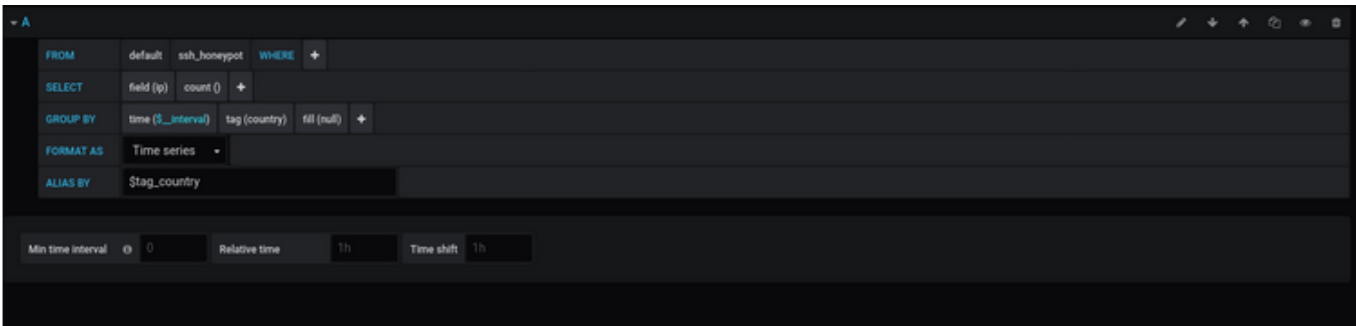 A
FROM default ssh_honeypot WHERE +
SELECT field (ip) count () +
GROUP BY time ($__interval) tag (country) fill (null) +
FORMAT AS Time series
ALIAS BY $tag_country
Min time interval 0 Relative time 1h Time shift 1h